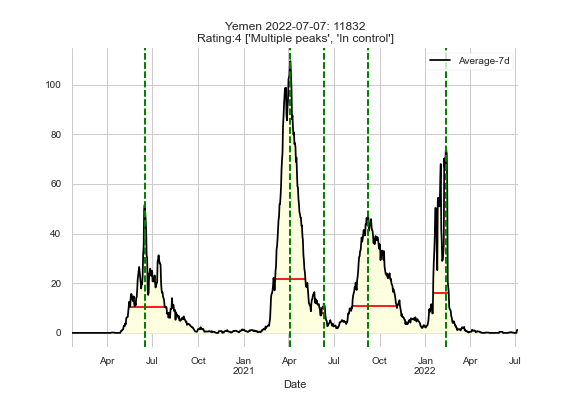 Yemen 2022-07-07: 11832
Rating:4 ['Multiple peaks', 'In control']
Average-7d
100
80
60
40
20
0
Apr Jul Oct Jan Apr Jul Oct Jan Apr Jul
2021 2022
Date